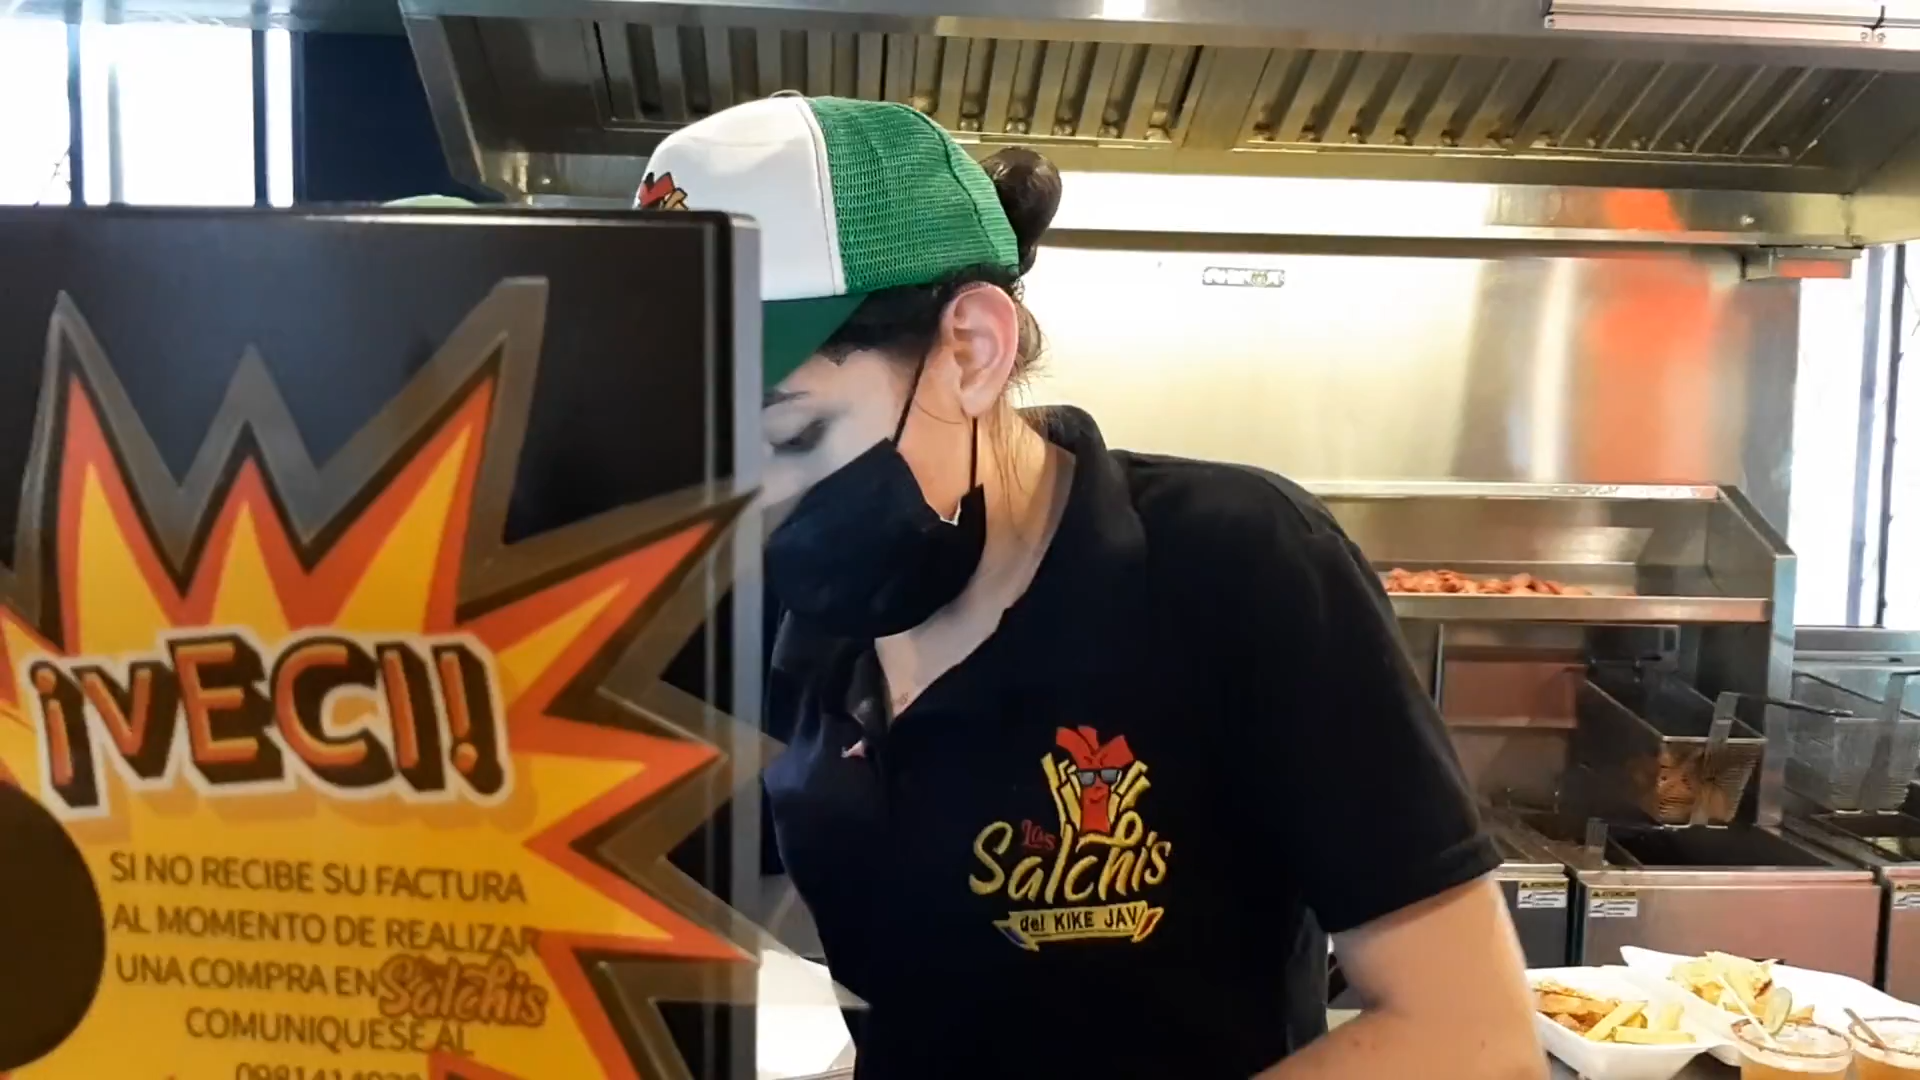 ¡VECI!
SI NO RECIBE SU FACTURA
AL MOMENTO DE REALIZAR
UNA COMPRA EN Salchis
COMUNIQUESE AL
Las
Salchis
del KIKE JAV